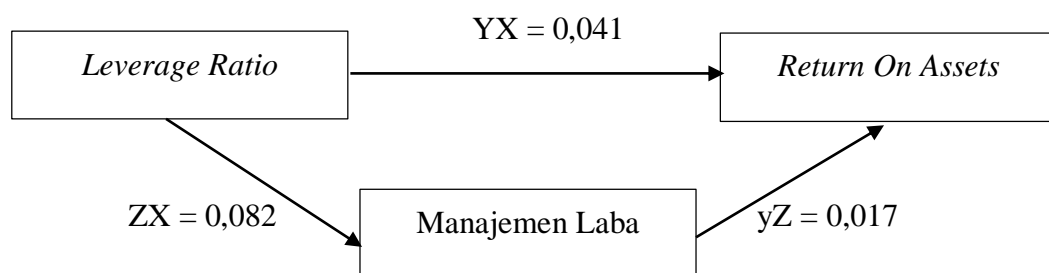 YX = 0,041
Leverage Ratio
Return On Assets
ZX = 0,082
Manajemen Laba
yZ = 0,017